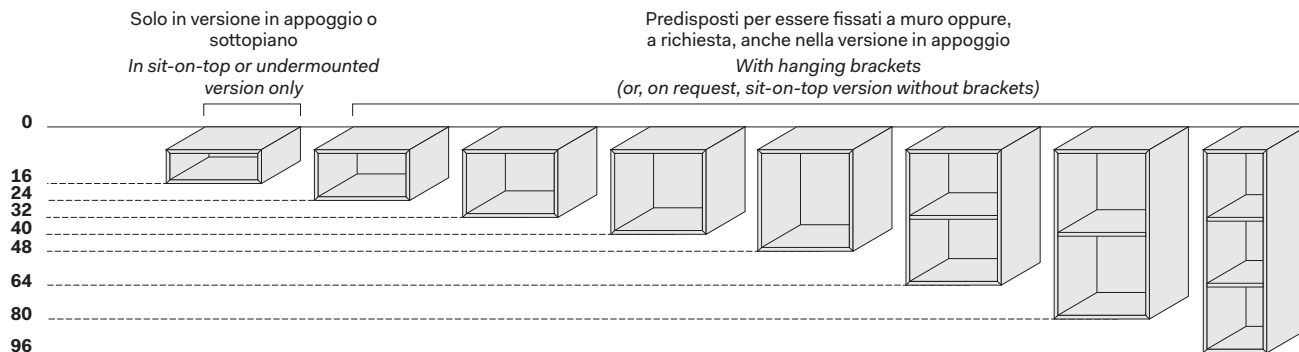 Solo in versione in appoggio o
sottopiano
In sit-on-top or undermounted
version only
Predisposti per essere fissati a muro oppure,
a richiesta, anche nella versione in appoggio
With hanging brackets
(or, on request, sit-on-top version without brackets)
0
16
24
32
40
48
64
80
96